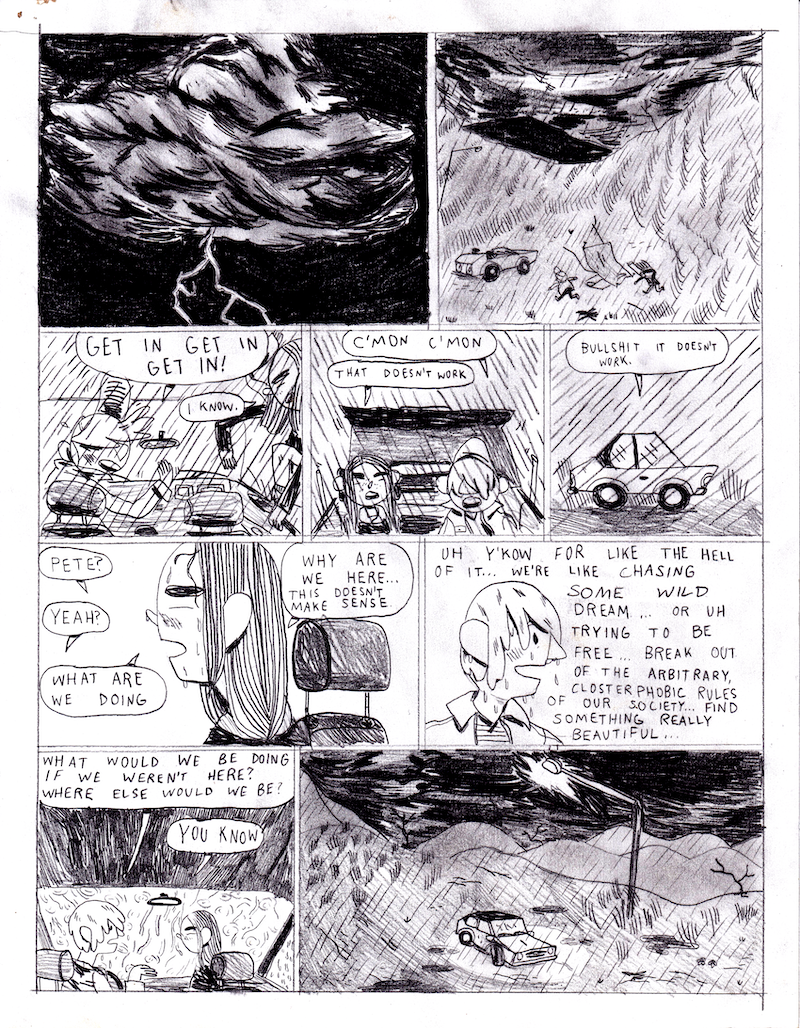 GET IN GET IN
GET IN!
I KNOW.
C'MON C'MON
THAT DOESN'T WORK
BULLSHIT IT DOESN'T
WORK.
PETE?
YEAH?
WHAT ARE
WE DOING
WHY ARE
WE HERE...
THIS DOESN'T
MAKE SENSE.
UH Y'KOW FOR LIKE THE HELL
OF IT... WE'RE LIKE CHASING
SOME WILD
DREAM... OR UH
TRYING TO BE
FREE... BREAK OUT
OF THE ARBITRARY,
CLOSTERPHOBIC RULES
OF OUR SOCIETY... FIND
SOMETHING REALLY
BEAUTIFUL...
WHAT WOULD WE BE DOING
IF WE WEREN'T HERE?
WHERE ELSE WOULD WE BE?
YOU KNOW